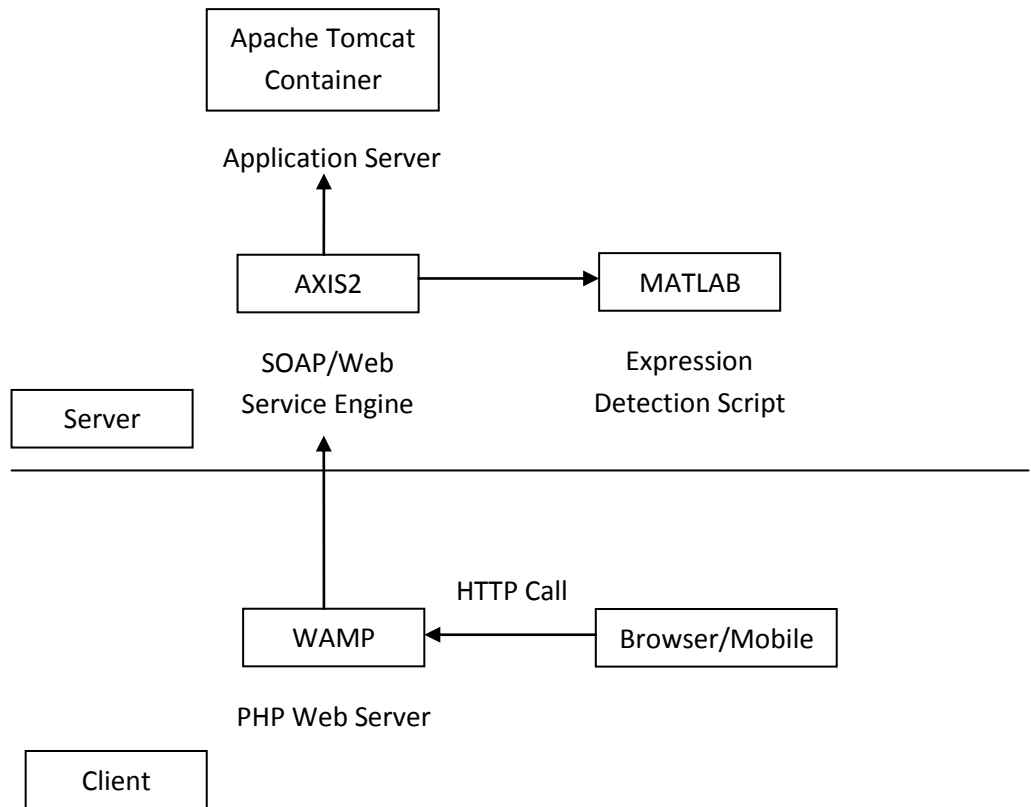 Apache Tomcat
Container
Application Server
AXIS2
MATLAB
SOAP/Web
Service Engine
Expression
Detection Script
Server
HTTP Call
WAMP
Browser/Mobile
PHP Web Server
Client